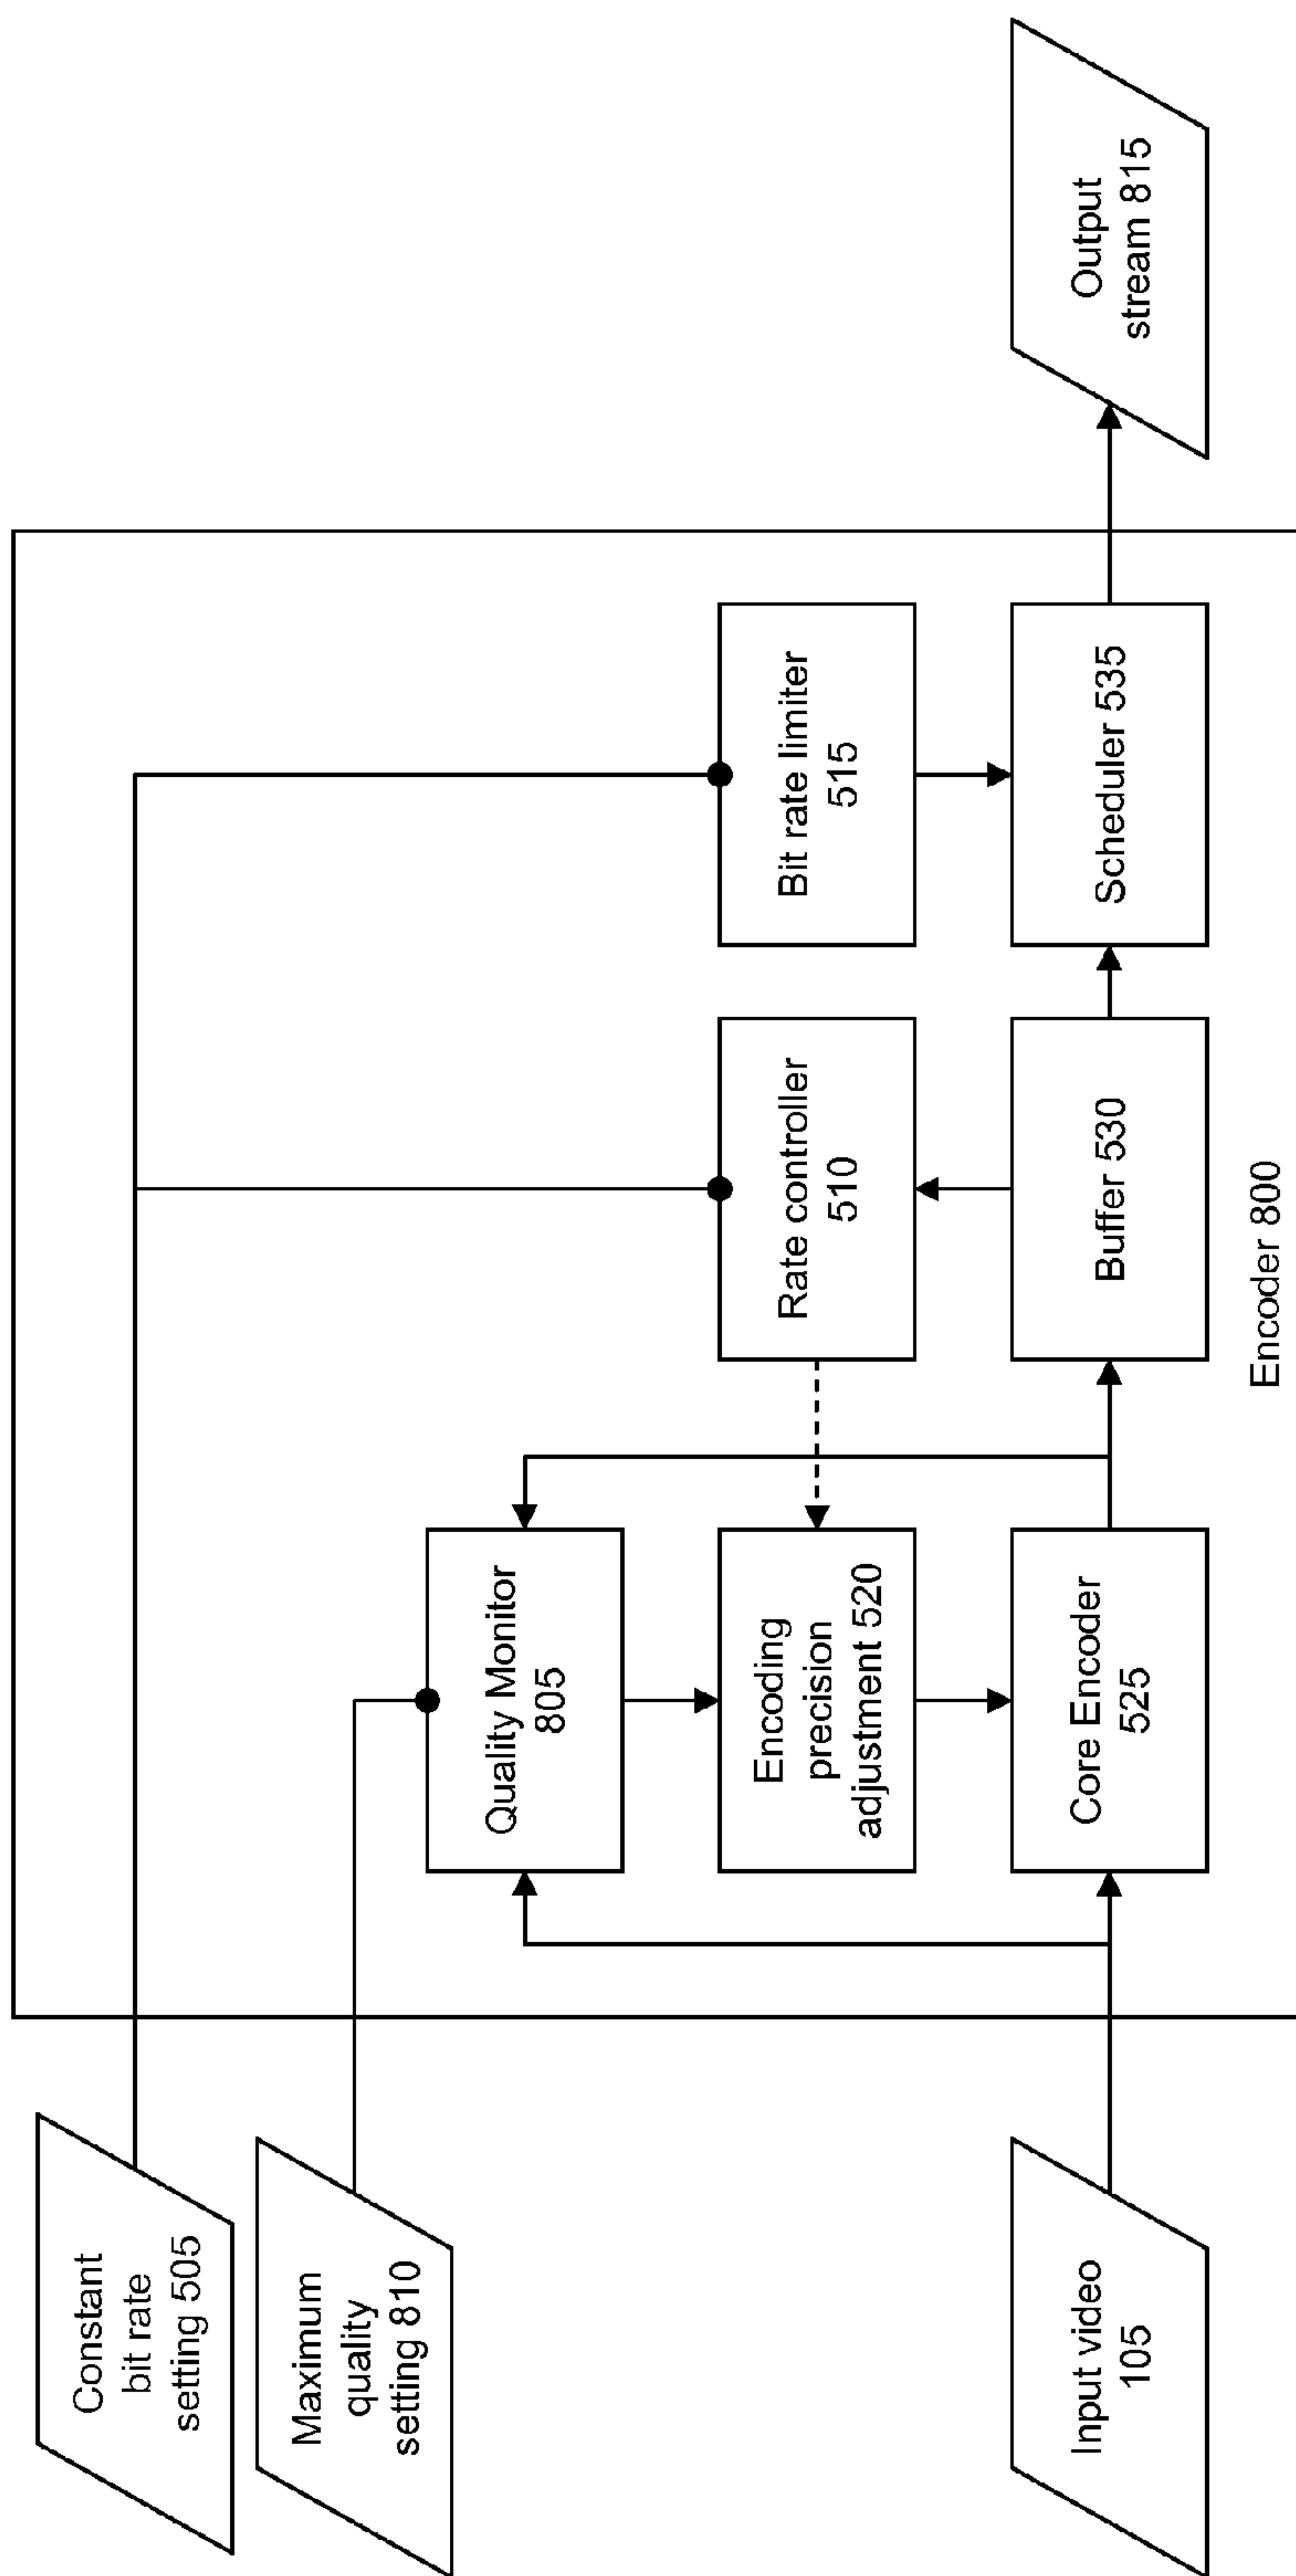 Constant
bit rate
setting 505
Maximum
quality
setting 810
Quality Monitor
805
Encoding
precision
adjustment 520
Rate controller
510
Bit rate limiter
515
Input video
105
Core Encoder
525
Buffer 530
Scheduler 535
Output
stream 815
Encoder 800